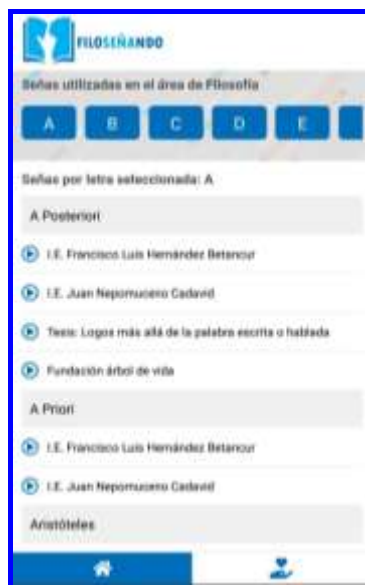 FILOSEÑANDO
Señas utilizadas en el área de Filosofía
A B C D E
Señas por letra seleccionada: A
A Posteriori
I.E. Francisco Luis Hernández Betancur
I.E. Juan Nepomuceno Cadavid
Tesis: Logos más allá de la palabra escrita o hablada
Fundación árbol de vida
A Priori
I.E. Francisco Luis Hernández Betancur
I.E. Juan Nepomuceno Cadavid
Aristóteles